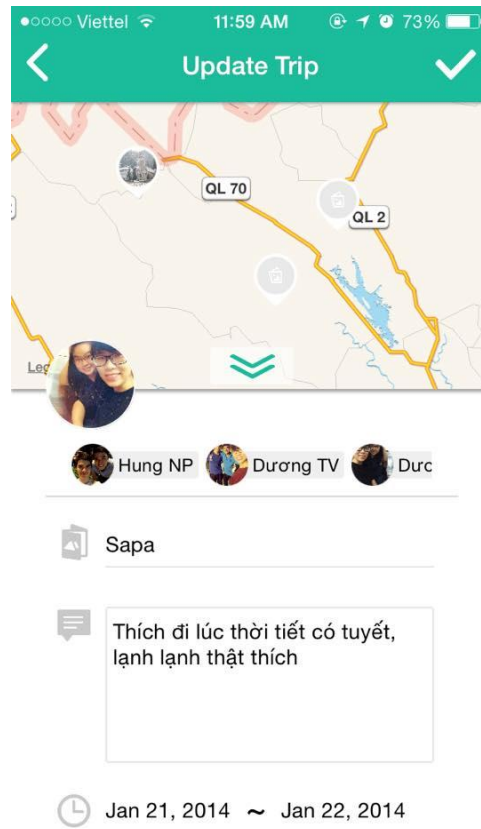 Viettel 11:59 AM 73%
Update Trip
QL 70
QL 2
Hung NP Dương TV
Sapa
Thích đi lúc thời tiết có tuyết,
lạnh lạnh thật thích
Jan 21, 2014 ~ Jan 22, 2014